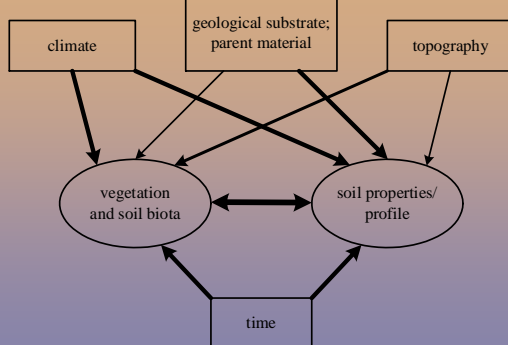 geological substrate;
parent material
climate
topography
vegetation
and soil biota
soil properties/
profile
time